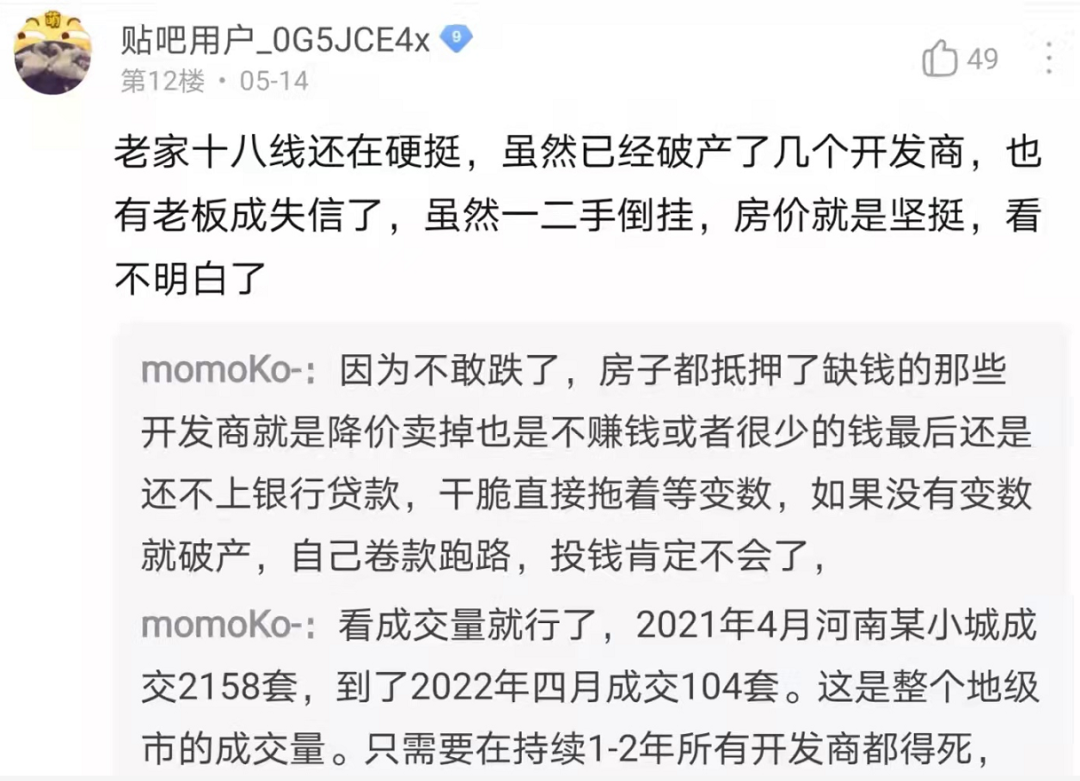 萌
贴吧用户_0G5JCE4x 9
第12楼 · 05-14
49
老家十八线还在硬挺，虽然已经破产了几个开发商，也
有老板成失信了，虽然一二手倒挂，房价就是坚挺，看
不明白了
momoKo-：因为不敢跌了，房子都抵押了缺钱的那些
开发商就是降价卖掉也是不赚钱或者很少的钱最后还是
还不上银行贷款，干脆直接拖着等变数，如果没有变数
就破产，自己卷款跑路，投钱肯定不会了，
momoKo-：看成交量就行了，2021年4月河南某小城成
交2158套，到了2022年四月成交104套。这是整个地级
市的成交量。只需要在持续1-2年所有开发商都得死，